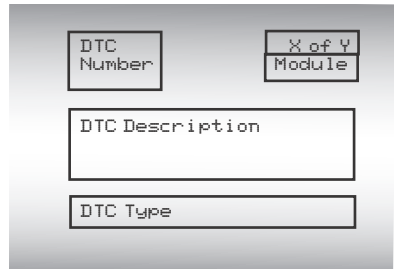 DTC
Number
X of Y
Module
DTC Description
DTC Type